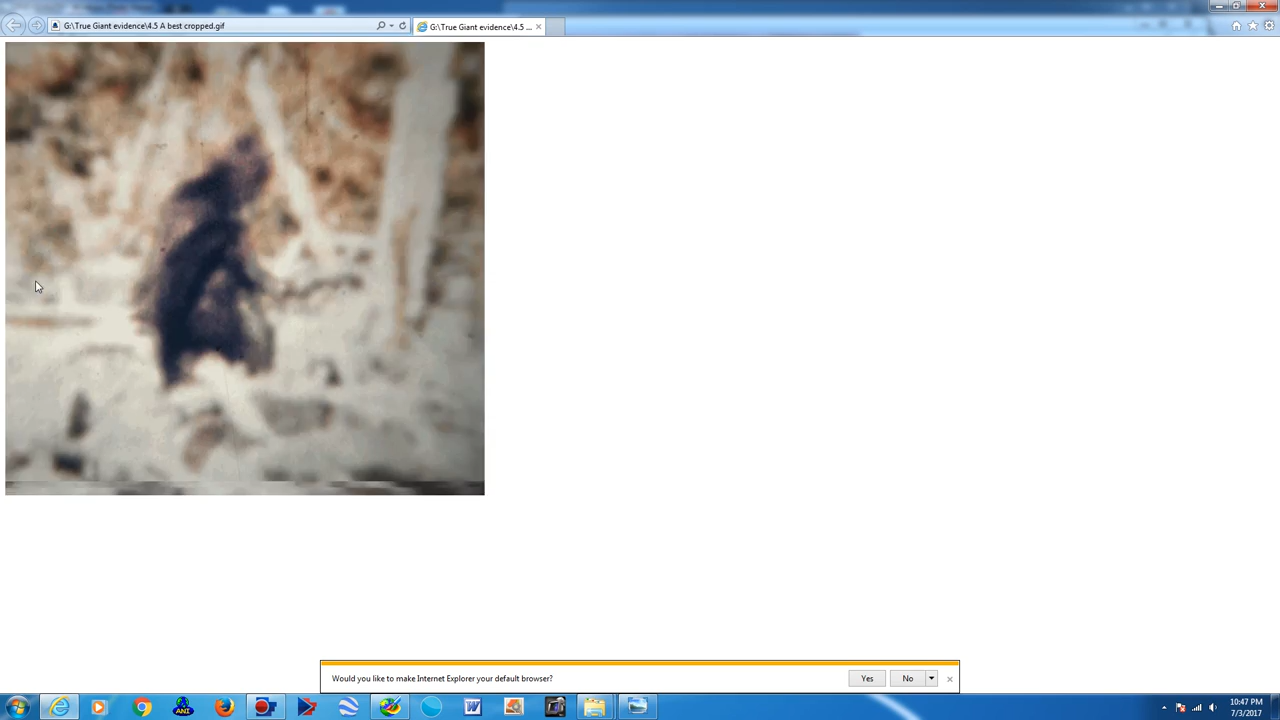 G:\True Giant evidence\4.5 A best cropped.gif
G:\True Giant evidence\4.5 ...
Would you like to make Internet Explorer your default browser?
Yes
No
ANI
10:47 PM
7/3/2017